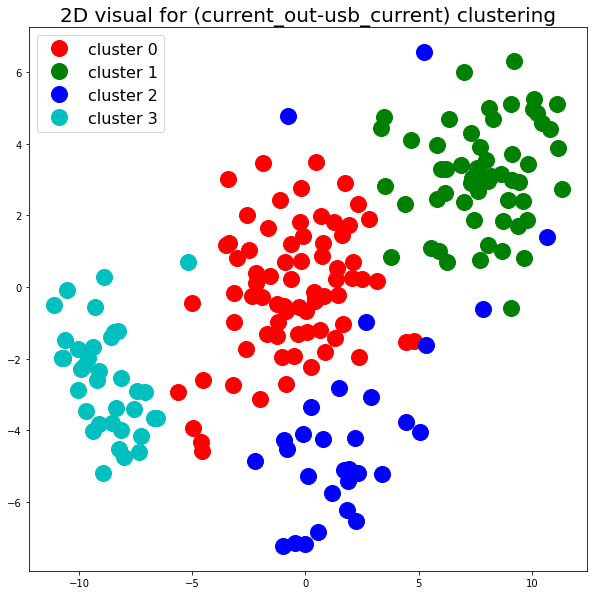 2D visual for (current_out-usb_current) clustering
cluster 0
cluster 1
cluster 2
cluster 3
6
4
2
0
−2
−4
−6
−10
−5
0
5
10